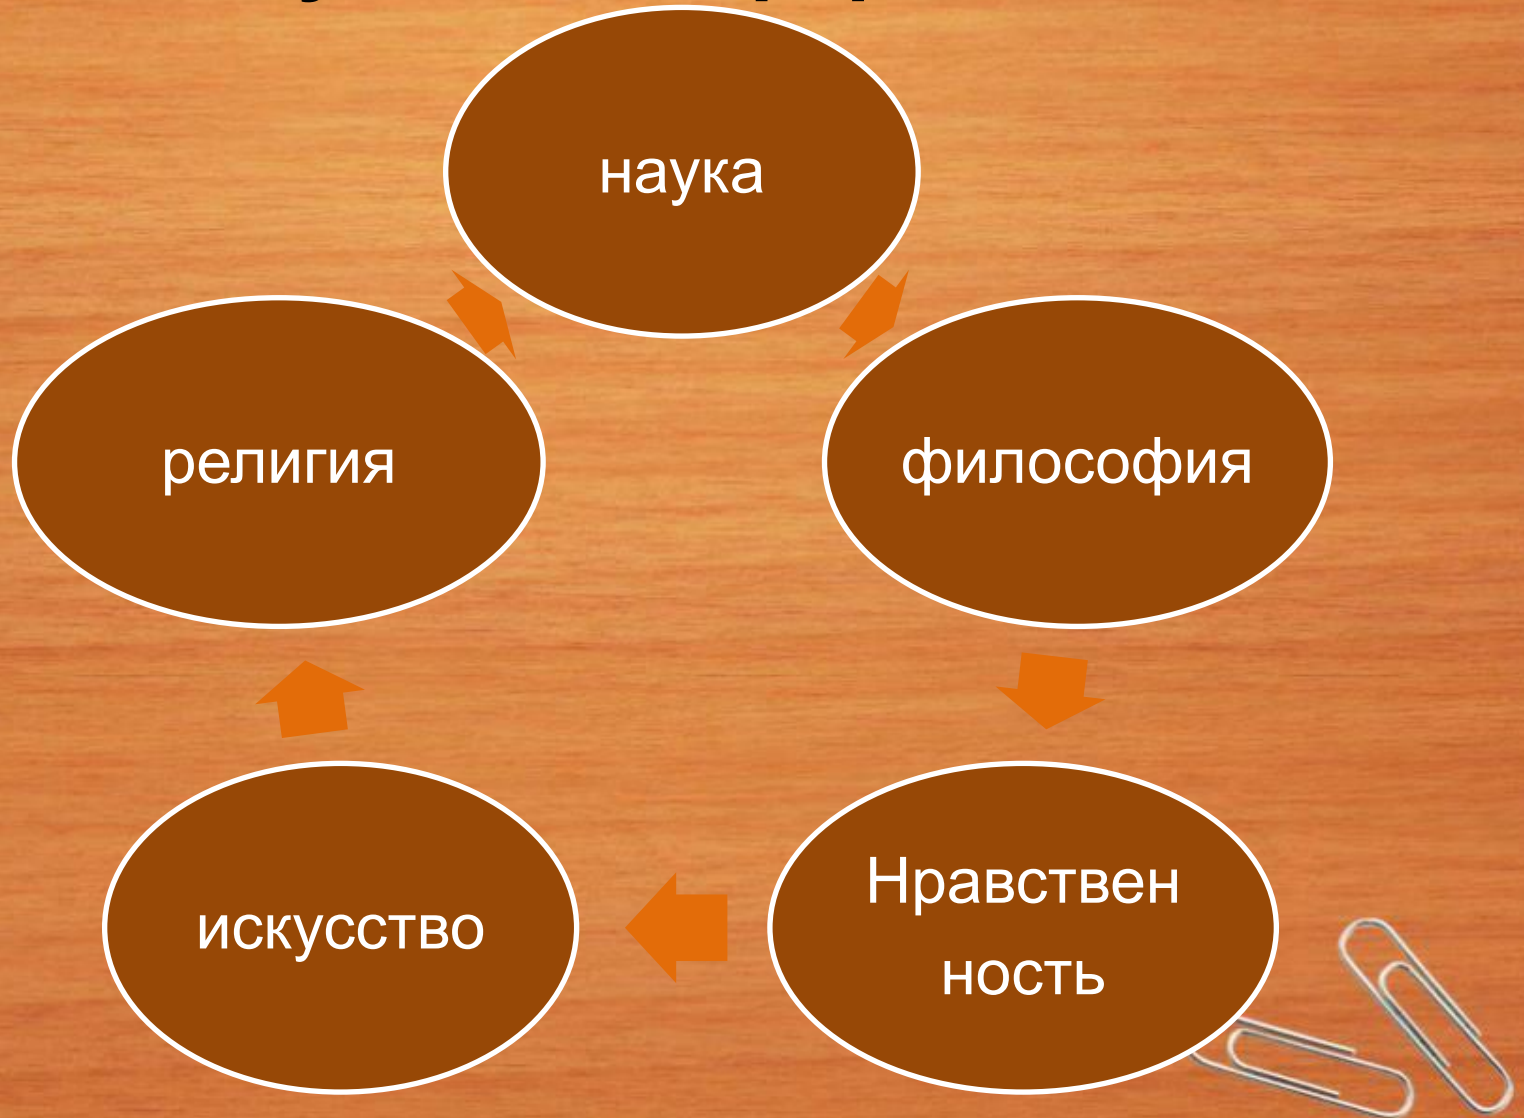 наука
религия
философия
искусство
Нравствен
ность